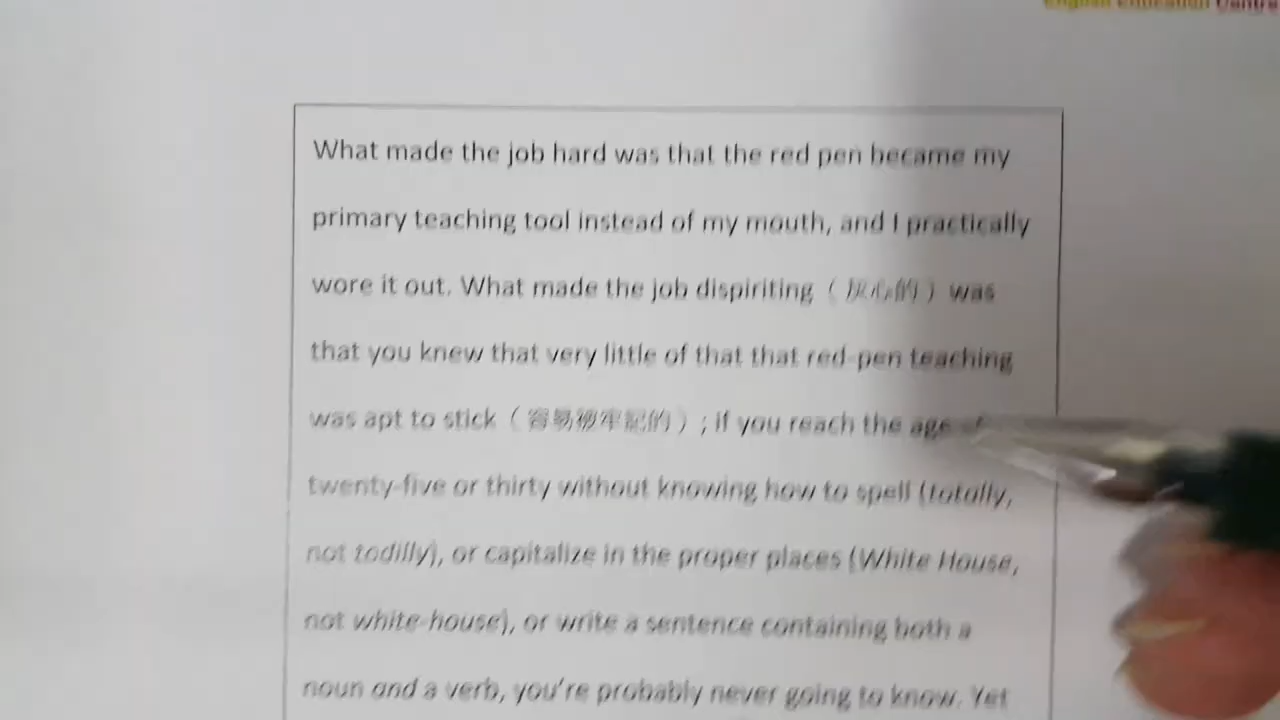 English Education Centre
What made the job hard was that the red pen became my
primary teaching tool instead of my mouth, and I practically
wore it out. What made the job dispiriting (灰心的) was
that you knew that very little of that that red-pen teaching
was apt to stick (容易被牢記的) ; if you reach the age of
twenty-five or thirty without knowing how to spell (totally,
not todilly), or capitalize in the proper places (White House,
not white-house), or write a sentence containing both a
noun and a verb, you're probably never going to know. Yet